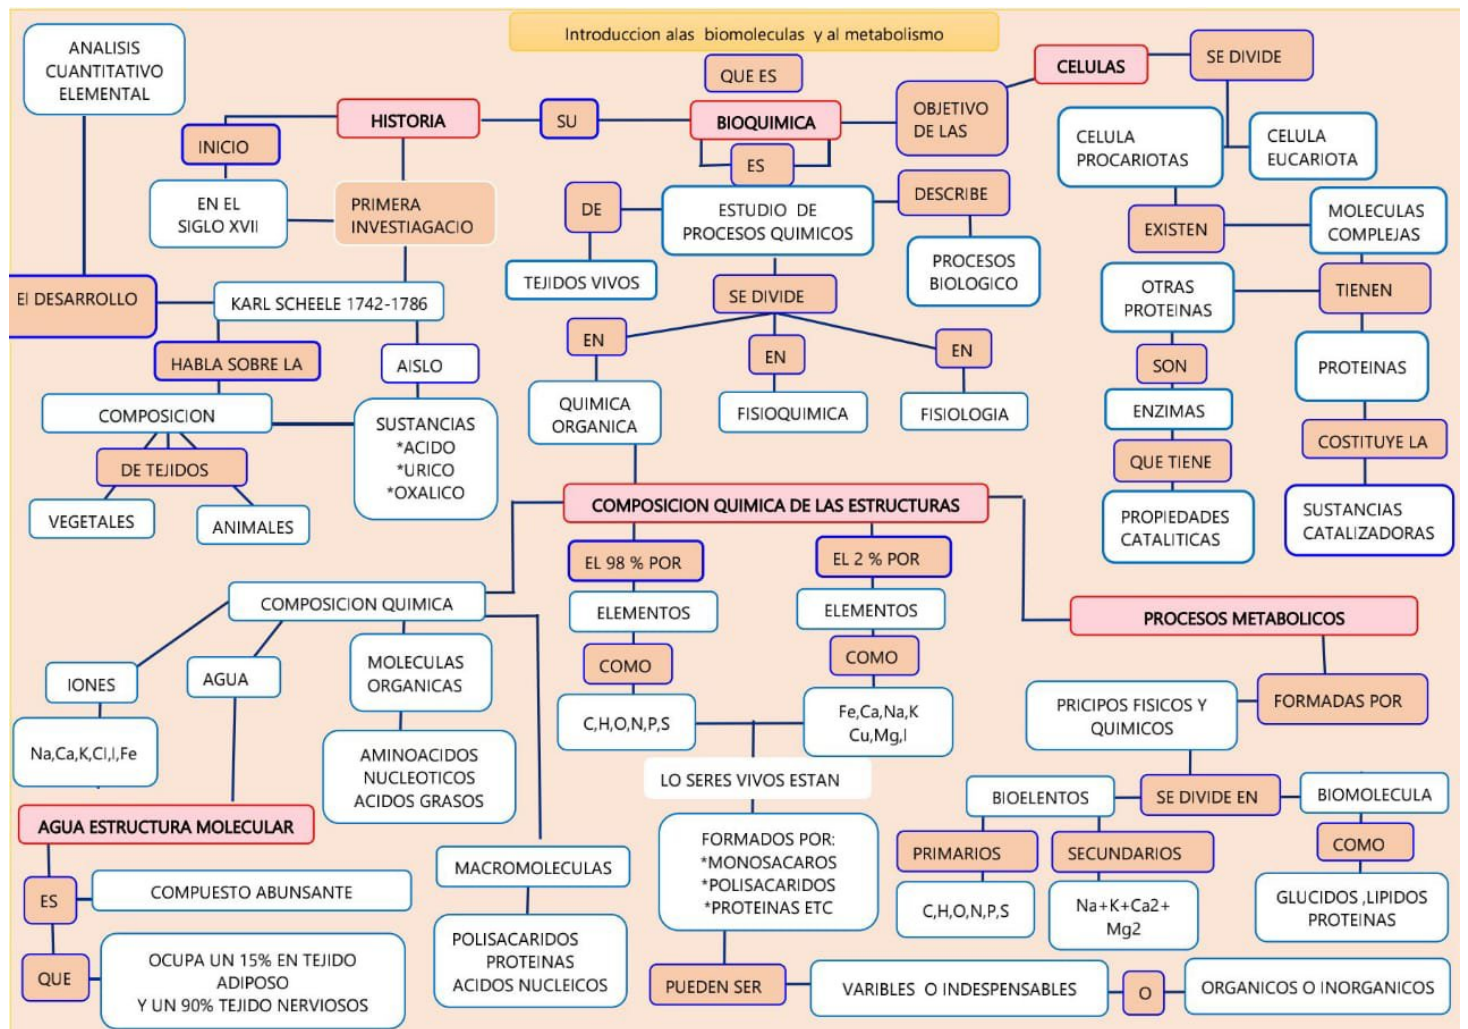 Introduccion alas biomoleculas y al metabolismo
QUE ES
BIOQUIMICA
ES
ESTUDIO DE
PROCESOS QUIMICOS
DE
TEJIDOS VIVOS
DESCRIBE
PROCESOS
BIOLOGICO
SE DIVIDE
EN
QUIMICA
ORGANICA
EN
FISIOQUIMICA
EN
FISIOLOGIA
SU
HISTORIA
INICIO
EN EL
SIGLO XVII
PRIMERA
INVESTIAGACIO
KARL SCHEELE 1742-1786
El DESARROLLO
ANALISIS
CUANTITATIVO
ELEMENTAL
HABLA SOBRE LA
COMPOSICION
DE TEJIDOS
VEGETALES
ANIMALES
AISLO
SUSTANCIAS
*ACIDO
*URICO
*OXALICO
OBJETIVO
DE LAS
CELULAS
SE DIVIDE
CELULA
PROCARIOTAS
CELULA
EUCARIOTA
EXISTEN
MOLECULAS
COMPLEJAS
TIENEN
OTRAS
PROTEINAS
SON
ENZIMAS
QUE TIENE
PROPIEDADES
CATALITICAS
PROTEINAS
COSTITUYE LA
SUSTANCIAS
CATALIZADORAS
COMPOSICION QUIMICA DE LAS ESTRUCTURAS
EL 98 % POR
ELEMENTOS
COMO
C,H,O,N,P,S
EL 2 % POR
ELEMENTOS
COMO
Fe,Ca,Na,K
Cu,Mg,I
LO SERES VIVOS ESTAN
FORMADOS POR:
*MONOSACAROS
*POLISACARIDOS
*PROTEINAS ETC
PUEDEN SER
VARIBLES O INDESPENSABLES
O
ORGANICOS O INORGANICOS
COMPOSICION QUIMICA
IONES
Na,Ca,K,Cl,I,Fe
AGUA
MOLECULAS
ORGANICAS
AMINOACIDOS
NUCLEOTICOS
ACIDOS GRASOS
MACROMOLECULAS
POLISACARIDOS
PROTEINAS
ACIDOS NUCLEICOS
AGUA ESTRUCTURA MOLECULAR
ES
COMPUESTO ABUNSANTE
QUE
OCUPA UN 15% EN TEJIDO
ADIPOSO
Y UN 90% TEJIDO NERVIOSOS
PROCESOS METABOLICOS
FORMADAS POR
PRICIPOS FISICOS Y
QUIMICOS
SE DIVIDE EN
BIOELENTOS
PRIMARIOS
C,H,O,N,P,S
SECUNDARIOS
Na+K+Ca2+
Mg2
BIOMOLECULA
COMO
GLUCIDOS ,LIPIDOS
PROTEINAS